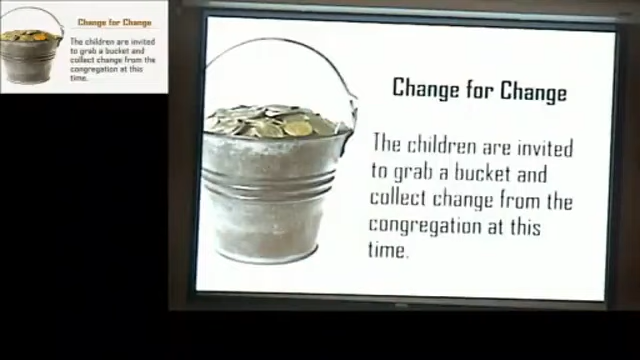 Change for Change
The children are invited
to grab a bucket and
collect change from the
congregation at this
time.
Change for Change
The children are invited
to grab a bucket and
collect change from the
congregation at this
time.